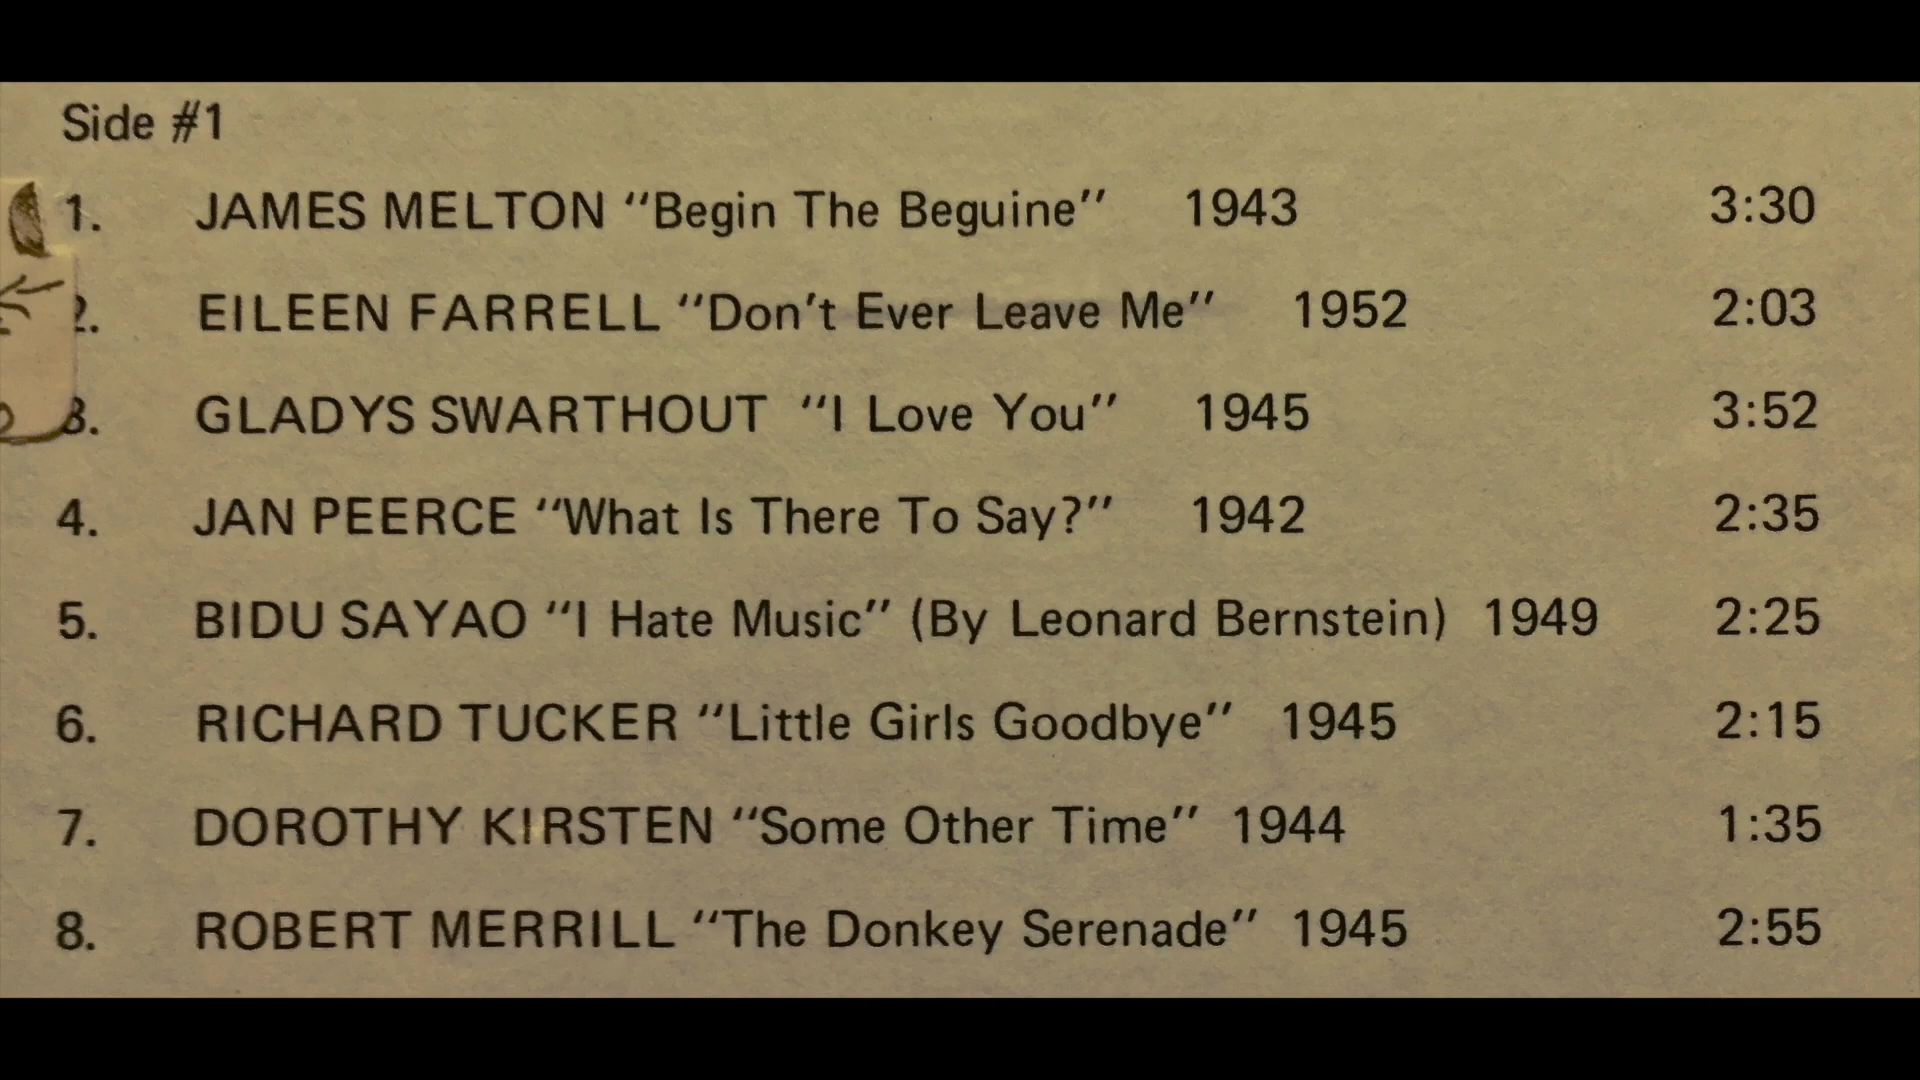 Side #1
1. JAMES MELTON "Begin The Beguine" 1943 3:30
2. EILEEN FARRELL "Don't Ever Leave Me" 1952 2:03
3. GLADYS SWARTHOUT "I Love You" 1945 3:52
4. JAN PEERCE "What Is There To Say?" 1942 2:35
5. BIDU SAYAO "I Hate Music" (By Leonard Bernstein) 1949 2:25
6. RICHARD TUCKER "Little Girls Goodbye" 1945 2:15
7. DOROTHY KIRSTEN "Some Other Time" 1944 1:35
8. ROBERT MERRILL "The Donkey Serenade" 1945 2:55